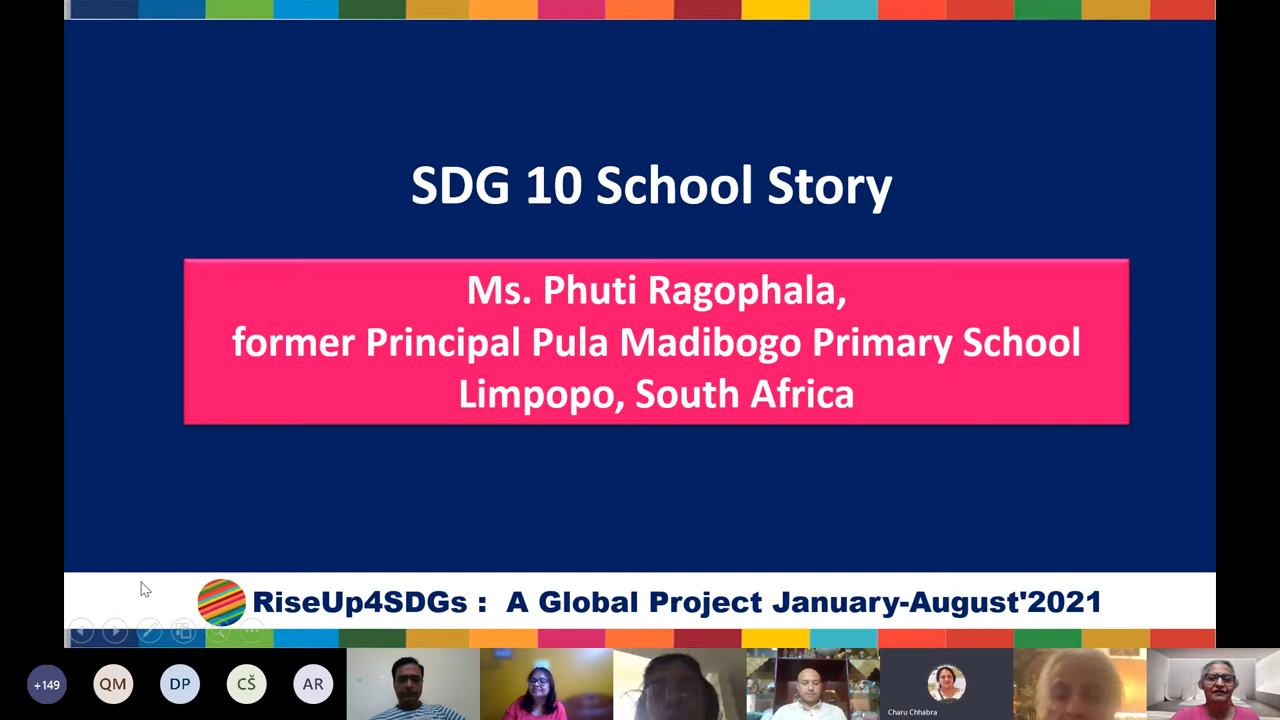 SDG 10 School Story
Ms. Phuti Ragophala,
former Principal Pula Madibogo Primary School
Limpopo, South Africa
RiseUp4SDGs : A Global Project January-August'2021
+149
QM
DP
CŠ
AR
Charu Chhabra